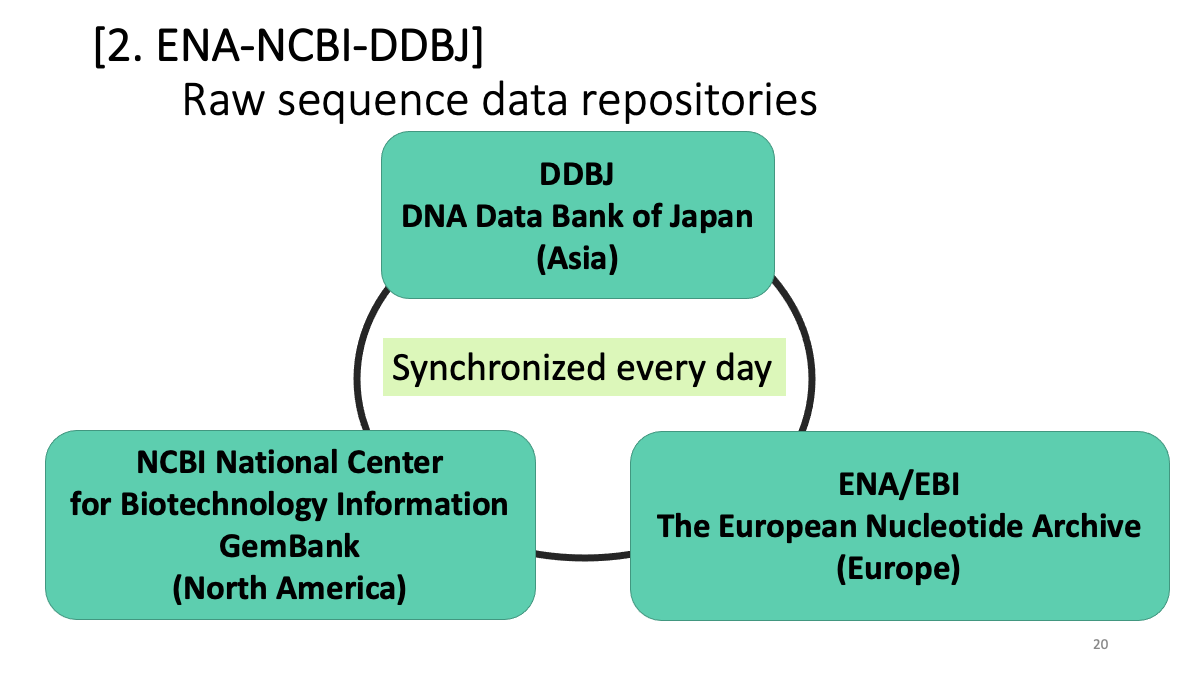 [2. ENA-NCBI-DDBJ]
Raw sequence data repositories
DDBJ
DNA Data Bank of Japan
(Asia)
Synchronized every day
NCBI National Center
for Biotechnology Information
GemBank
(North America)
ENA/EBI
The European Nucleotide Archive
(Europe)
20